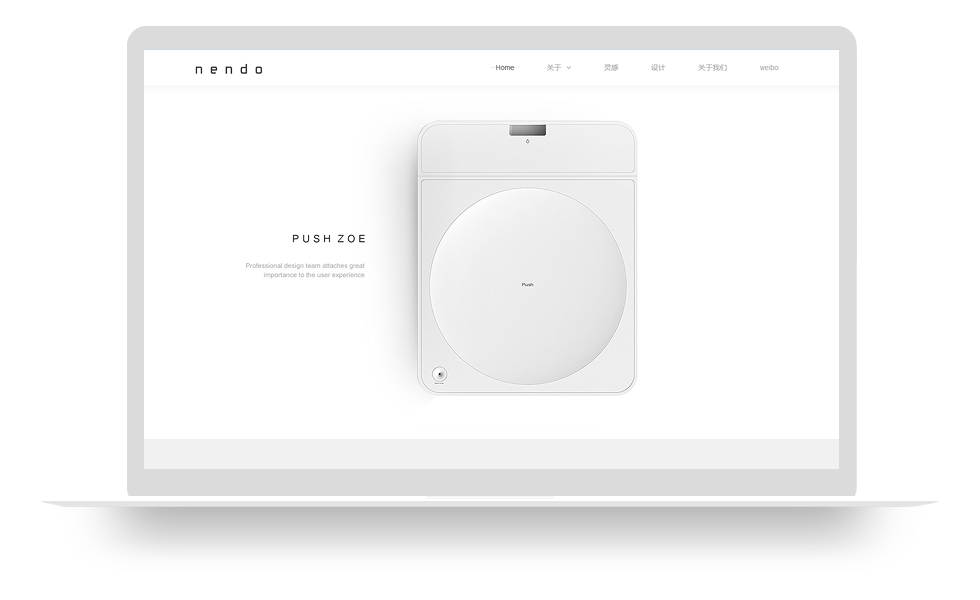 nendo
Home 关于 灵感 设计 关于我们 weibo
PUSH ZOE
Professional design team attaches great
importance to the user experience
Push